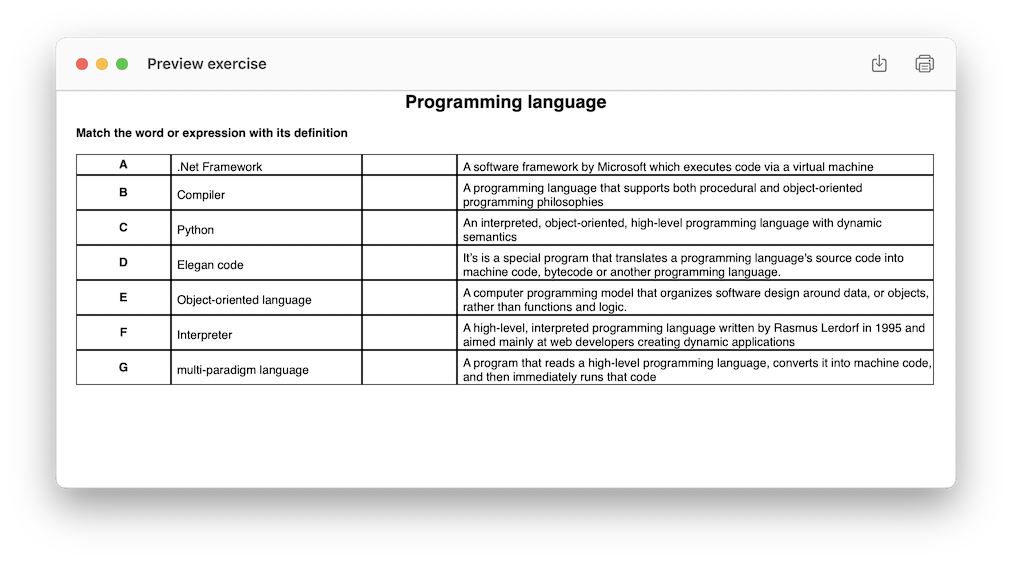 Preview exercise
Programming language
Match the word or expression with its definition
A .Net Framework A software framework by Microsoft which executes code via a virtual machine
B Compiler A programming language that supports both procedural and object-oriented
programming philosophies
C Python An interpreted, object-oriented, high-level programming language with dynamic
semantics
D Elegan code It's is a special program that translates a programming language's source code into
machine code, bytecode or another programming language.
E Object-oriented language A computer programming model that organizes software design around data, or objects,
rather than functions and logic.
F Interpreter A high-level, interpreted programming language written by Rasmus Lerdorf in 1995 and
aimed mainly at web developers creating dynamic applications
G multi-paradigm language A program that reads a high-level programming language, converts it into machine code,
and then immediately runs that code